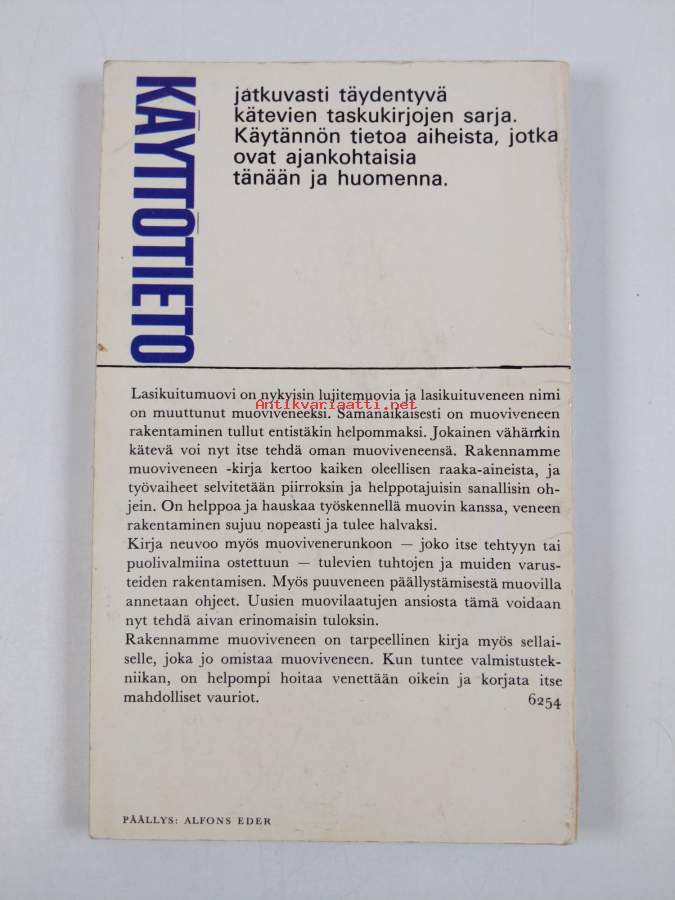 KÄYTTÖTIETO
jatkuvasti täydentyvä
kätevien taskukirjojen sarja.
Käytännön tietoa aiheista, jotka
ovat ajankohtaisia
tänään ja huomenna.
Lasikuitumuovi on nykyisin lujitemuovia ja lasikuituveneen nimi
on muuttunut muoviveneeksi. Samanaikaisesti on muoviveneen
Antikvariaatti.net
rakentaminen tullut entistäkin helpommaksi. Jokainen vähänkin
kätevä voi nyt itse tehdä oman muoviveneensä. Rakennamme
muoviveneen -kirja kertoo kaiken oleellisen raaka-aineista, ja
työvaiheet selvitetään piirroksin ja helppotajuisin sanallisin oh-
jein. On helppoa ja hauskaa työskennellä muovin kanssa, veneen
rakentaminen sujuu nopeasti ja tulee halvaksi.
Kirja neuvoo myös muovivenerunkoon — joko itse tehtyyn tai
puolivalmiina ostettuun — tulevien tuhtojen ja muiden varus-
teiden rakentamisen. Myös puuveneen päällystämisestä muovilla
annetaan ohjeet. Uusien muovilaatujen ansiosta tämä voidaan
nyt tehdä aivan erinomaisin tuloksin.
Rakennamme muoviveneen on tarpeellinen kirja myös sellai-
selle, joka jo omistaa muoviveneen. Kun tuntee valmistustek-
niikan, on helpompi hoitaa venettään oikein ja korjata itse
mahdolliset vauriot. 6254
PÄÄLLYS: ALFONS EDER